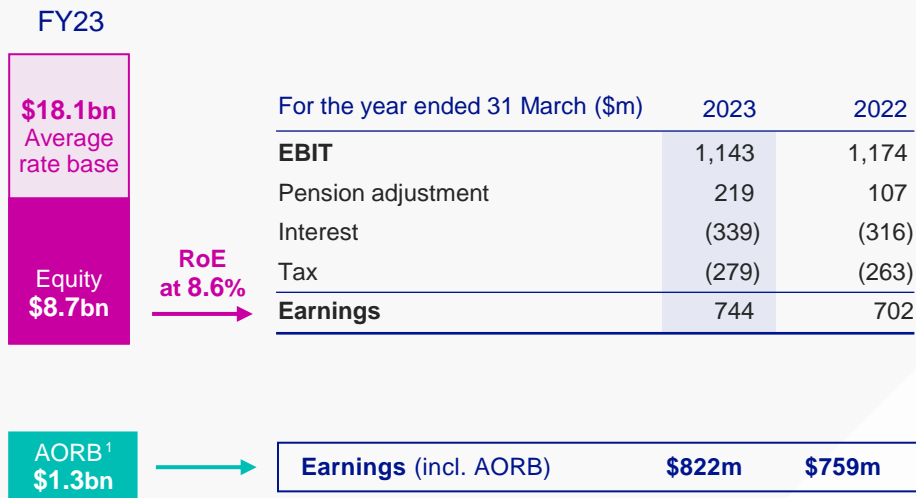 FY23
$18.1bn
Average
rate base
Equity
$8.7bn
RoE
at 8.6%
For the year ended 31 March ($m) 2023 2022
EBIT 1,143 1,174
Pension adjustment 219 107
Interest (339) (316)
Tax (279) (263)
Earnings 744 702
AORB¹
$1.3bn
Earnings (incl. AORB) $822m $759m